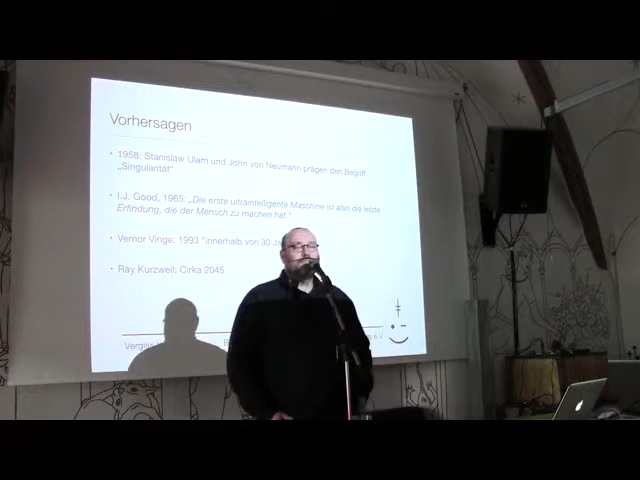 Vorhersagen
• 1958: Stanislaw Ulam und John von Neumann prägen den Begriff
„Singularität“
• I.J. Good, 1965: „Die erste ultraintelligente Maschine ist also die letzte
Erfindung, die der Mensch zu machen hat.“
• Vernor Vinge: 1993 "innerhalb von 30
• Ray Kurzweil: Cirka 2045
e.V.